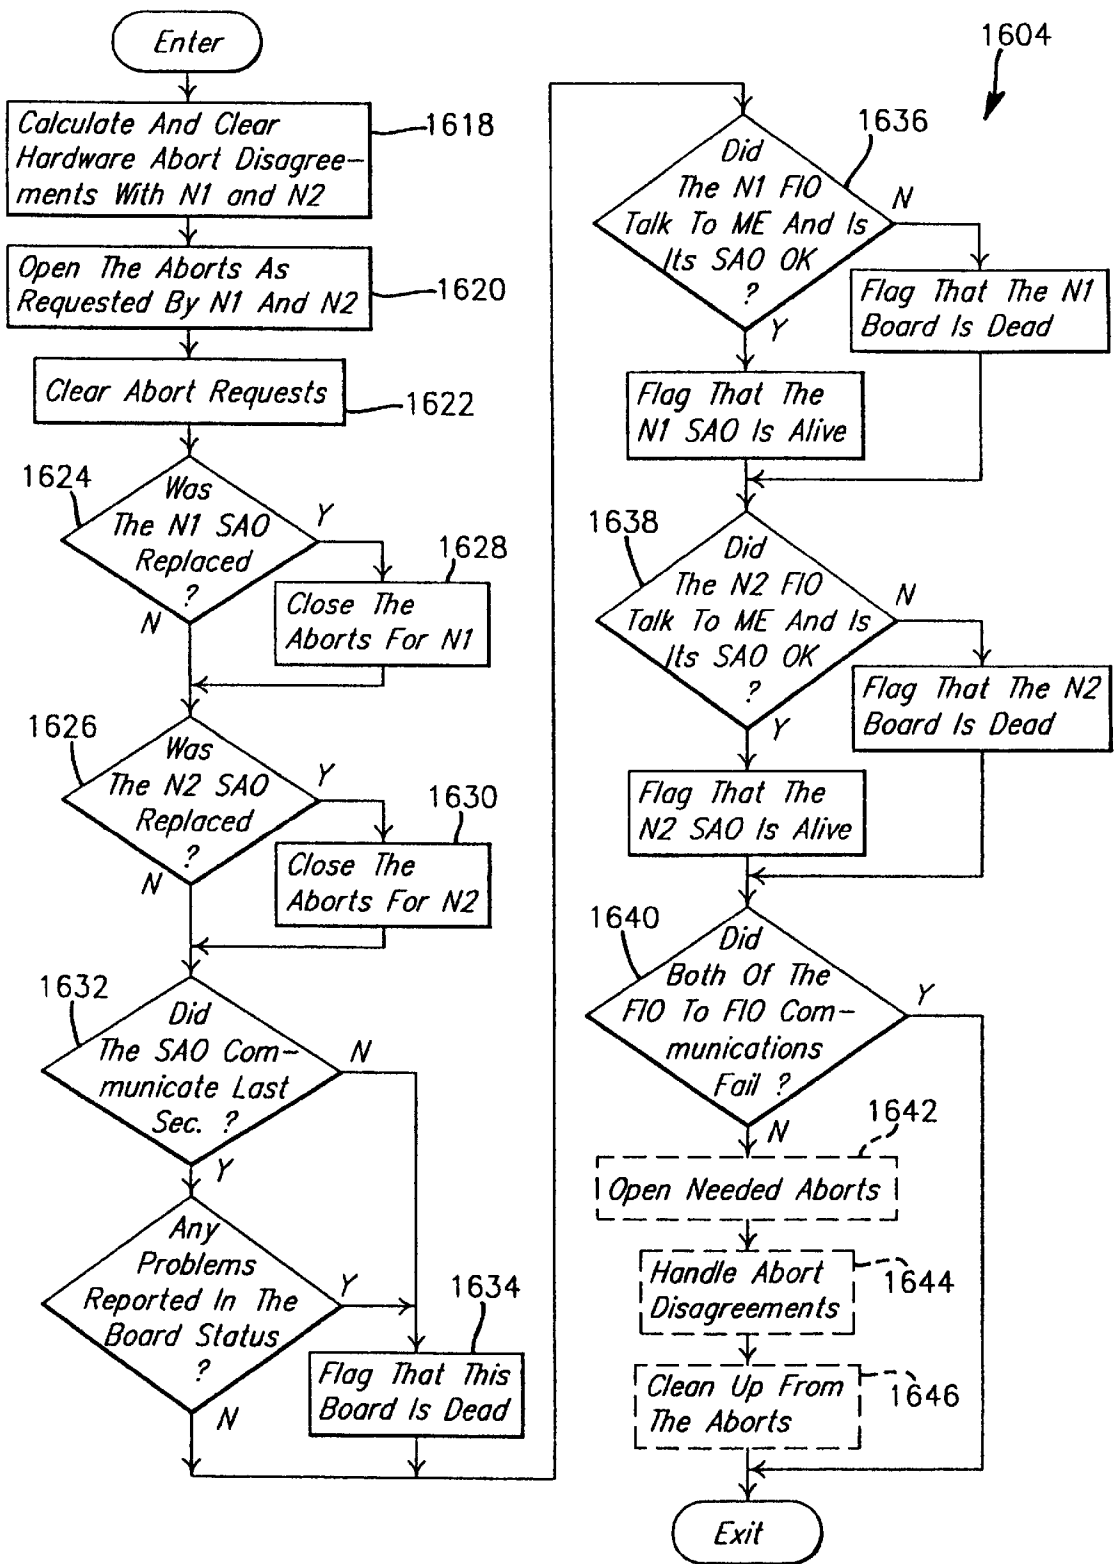 Enter
Calculate And Clear
Hardware Abort Disagree-
ments With N1 and N2
1618
Open The Aborts As
Requested By N1 And N2
1620
Clear Abort Requests
1622
1624
Was
The N1 SAO
Replaced
?
Y
N
1628
Close The
Aborts For N1
1626
Was
The N2 SAO
Replaced
?
Y
N
1630
Close The
Aborts For N2
1632
Did
The SAO Com-
municate Last
Sec. ?
N
Y
Any
Problems
Reported In The
Board Status
?
Y
N
1634
Flag That This
Board Is Dead
1604
1636
Did
The N1 FIO
Talk To ME And Is
Its SAO OK
?
N
Y
Flag That The N1
Board Is Dead
Flag That The
N1 SAO Is Alive
1638
Did
The N2 FIO
Talk To ME And Is
Its SAO OK
?
N
Y
Flag That The N2
Board Is Dead
Flag That The
N2 SAO Is Alive
1640
Did
Both Of The
FIO To FIO Com-
munications
Fail ?
Y
N
1642
Open Needed Aborts
Handle Abort
Disagreements
1644
Clean Up From
The Aborts
1646
Exit